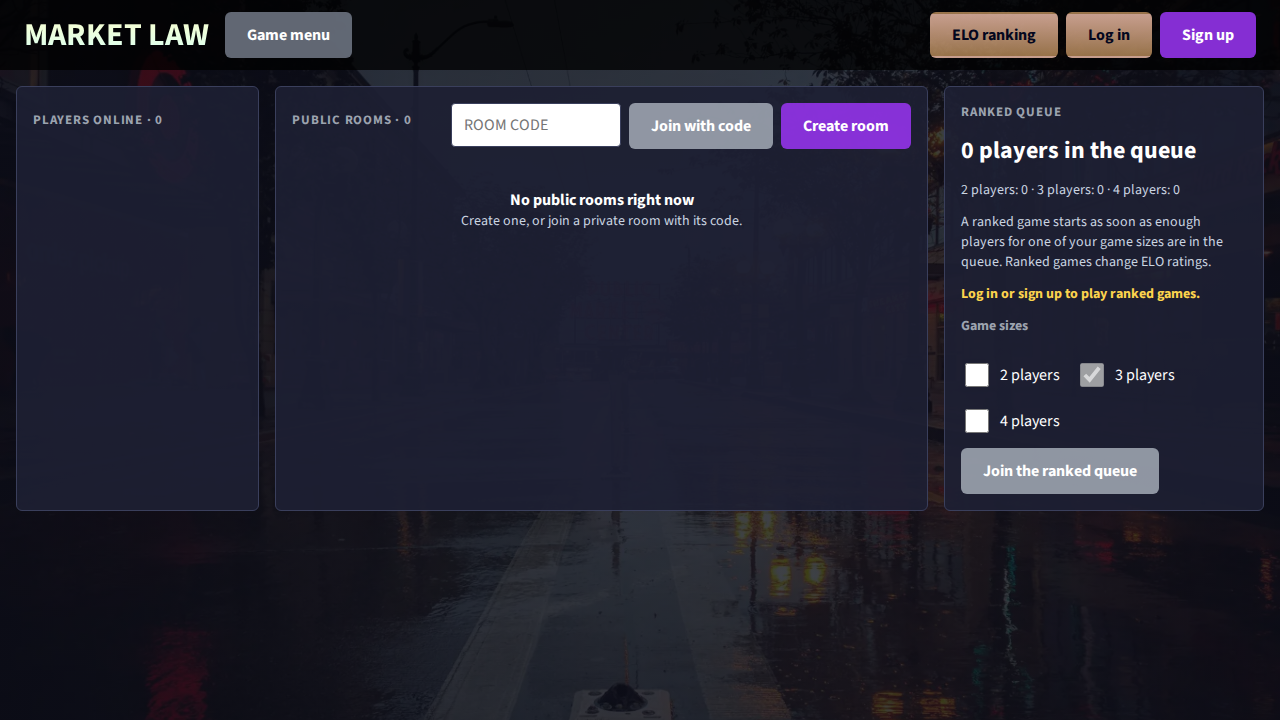 MARKET LAW
Game menu
ELO ranking
Log in
Sign up
PLAYERS ONLINE · 0
PUBLIC ROOMS · 0
ROOM CODE
Join with code
Create room
No public rooms right now
Create one, or join a private room with its code.
RANKED QUEUE
0 players in the queue
2 players: 0 · 3 players: 0 · 4 players: 0
A ranked game starts as soon as enough
players for one of your game sizes are in the
queue. Ranked games change ELO ratings.
Log in or sign up to play ranked games.
Game sizes
2 players
3 players
4 players
Join the ranked queue